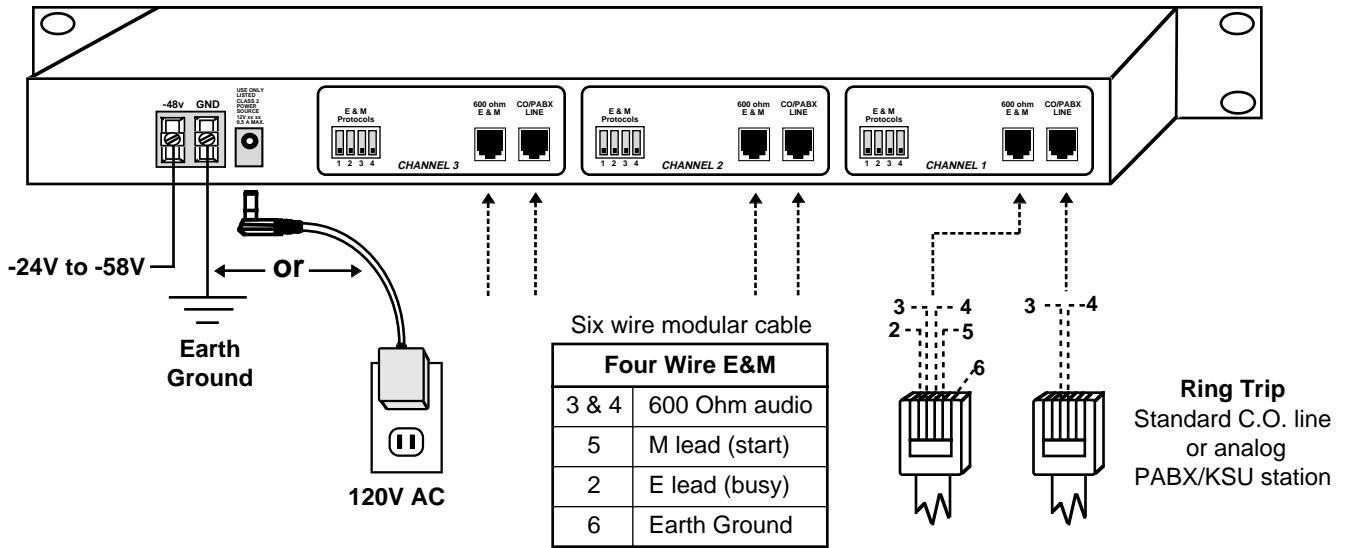 -48v GND
USE ONLY
LISTED
CLASS 2
POWER
SOURCE
12V xx xx
0.5 A MAX.
E & M
Protocols
1 2 3 4
CHANNEL 3
600 ohm
E & M
CO/PABX
LINE
E & M
Protocols
1 2 3 4
CHANNEL 2
600 ohm
E & M
CO/PABX
LINE
E & M
Protocols
1 2 3 4
CHANNEL 1
600 ohm
E & M
CO/PABX
LINE
-24V to -58V
or
Earth
Ground
120V AC
Six wire modular cable
Four Wire E&M
3 & 4 600 Ohm audio
5 M lead (start)
2 E lead (busy)
6 Earth Ground
3 4
2 5
6
3 4
Ring Trip
Standard C.O. line
or analog
PABX/KSU station